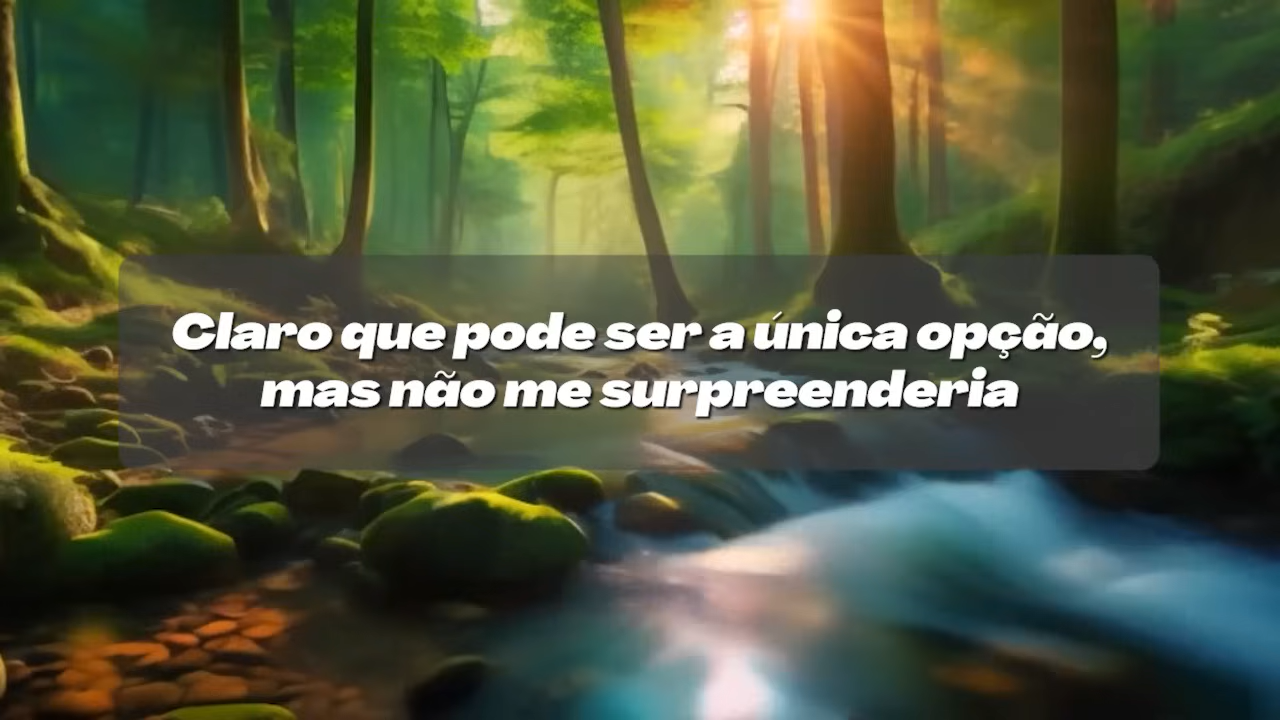 Claro que pode ser a única opção,
mas não me surpreenderia